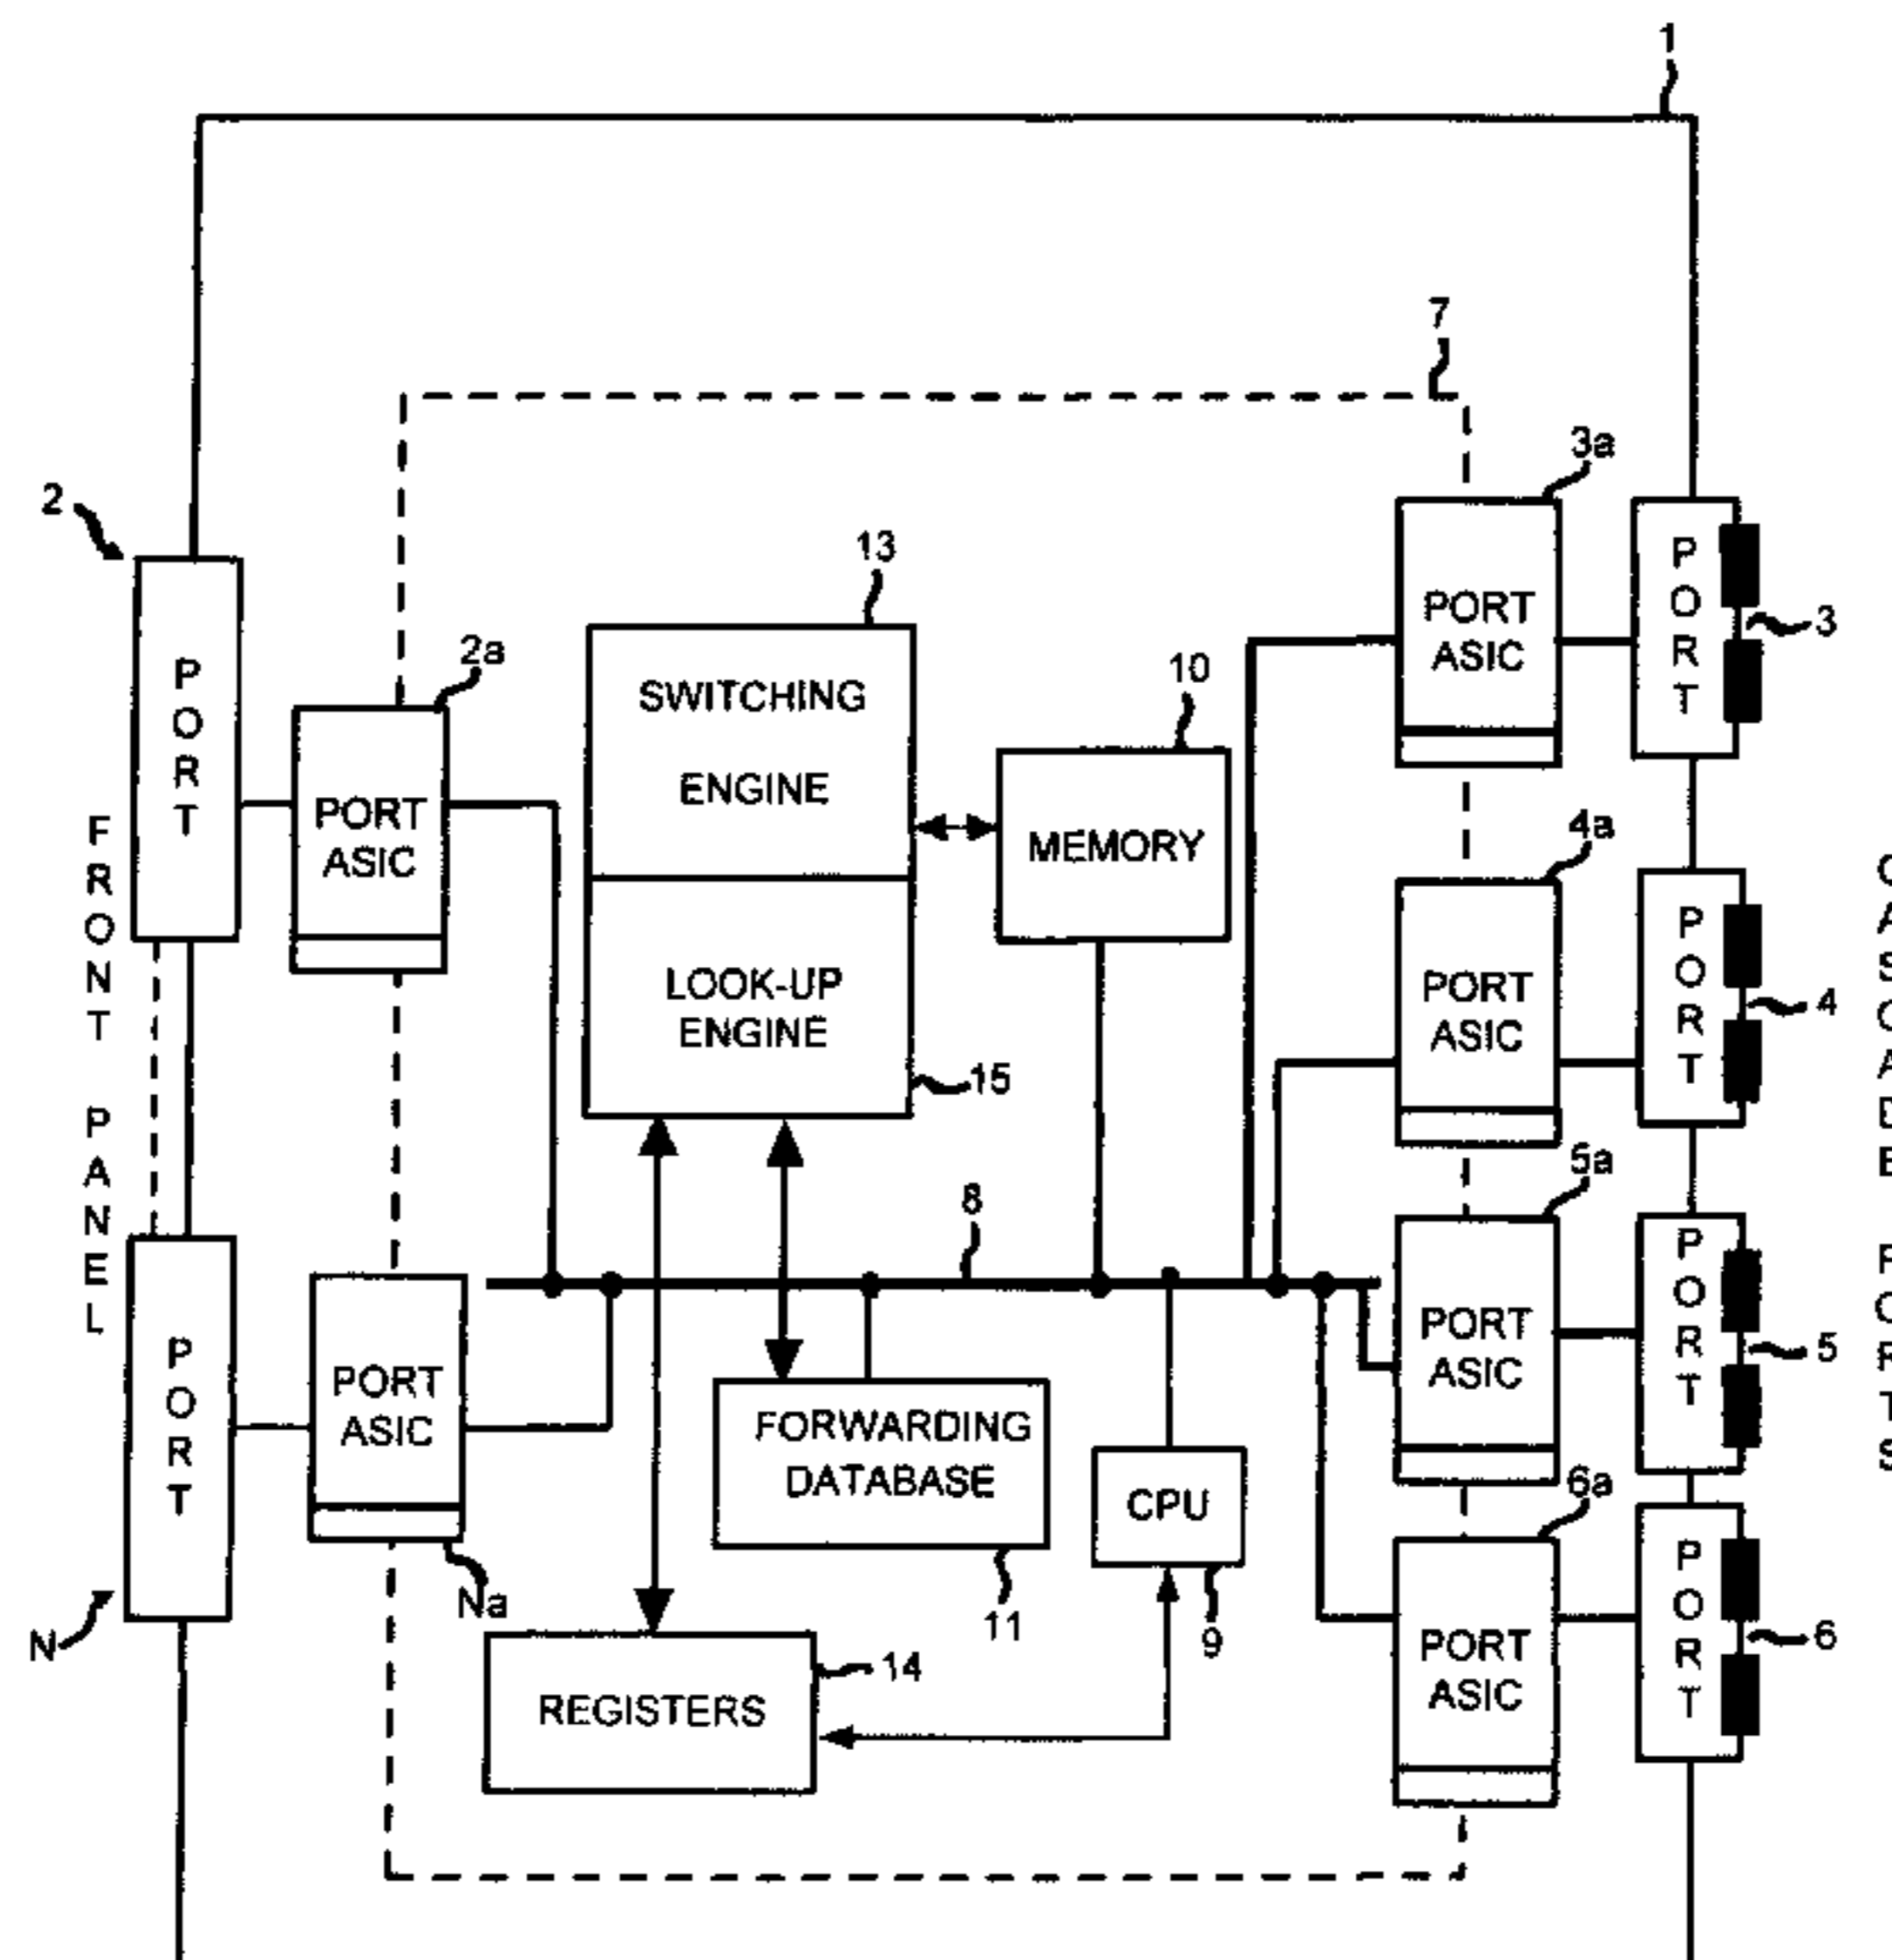 1
7
3a
2
13
PORT
3
PORT
ASIC
2a
10
PORT
SWITCHING
ENGINE
PORT
ASIC
MEMORY
4a
FRONT PANEL
PORT
4
PORT
ASIC
LOOK-UP
ENGINE
15
5a
8
PORT
5
PORT
ASIC
PORT
PORT
ASIC
FORWARDING
DATABASE
CPU
6a
Na
11
9
N
PORT
6
PORT
ASIC
14
REGISTERS